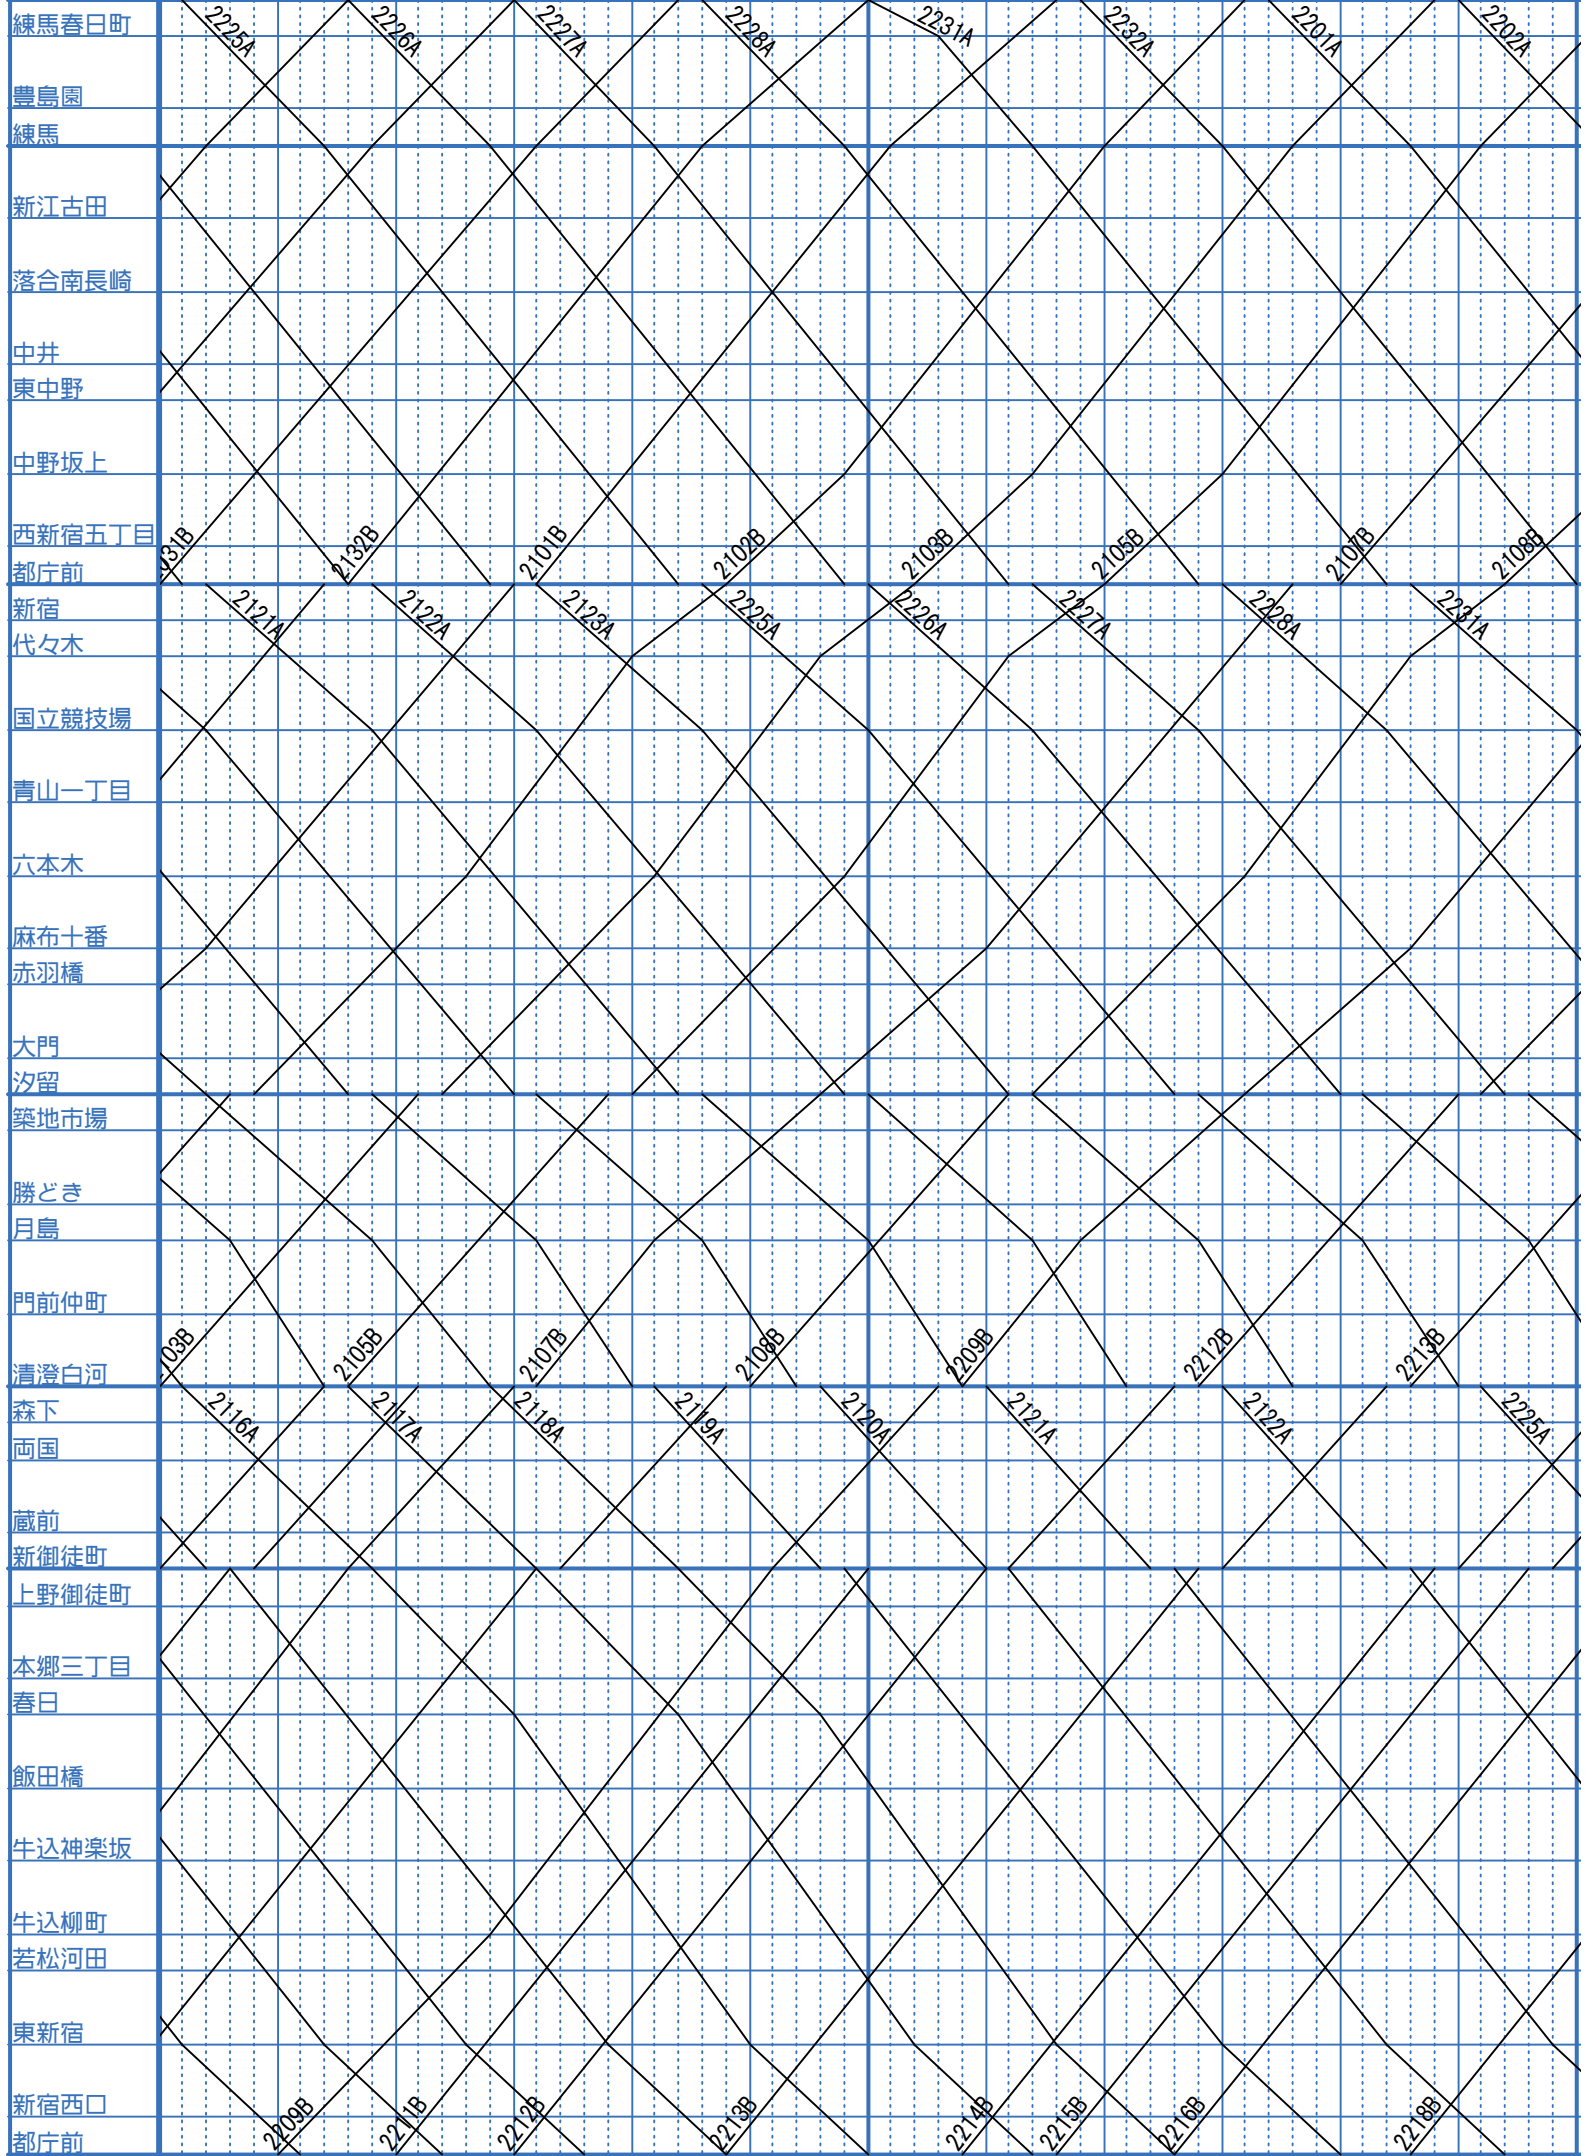 練馬春日町
2225A 2226A 2227A 2228A 2231A 2232A 2201A 2202A
豊島園
練馬
新江古田
落合南長崎
中井
東中野
中野坂上
西新宿五丁目
031B 2132B 2101B 2102B 2103B 2105B 2107B 2108B
都庁前
新宿
2121A 2122A 2123A 2225A 2226A 2227A 2228A 2231A
代々木
国立競技場
青山一丁目
六本木
麻布十番
赤羽橋
大門
汐留
築地市場
勝どき
月島
門前仲町
103B 2105B 2107B 2108B 2209B 2212B 2213B
清澄白河
森下
2116A 2117A 2118A 2119A 2120A 2121A 2122A 2225A
両国
蔵前
新御徒町
上野御徒町
本郷三丁目
春日
飯田橋
牛込神楽坂
牛込柳町
若松河田
東新宿
新宿西口
2209B 2211B 2212B 2213B 2214B 2215B 2216B 2218B
都庁前